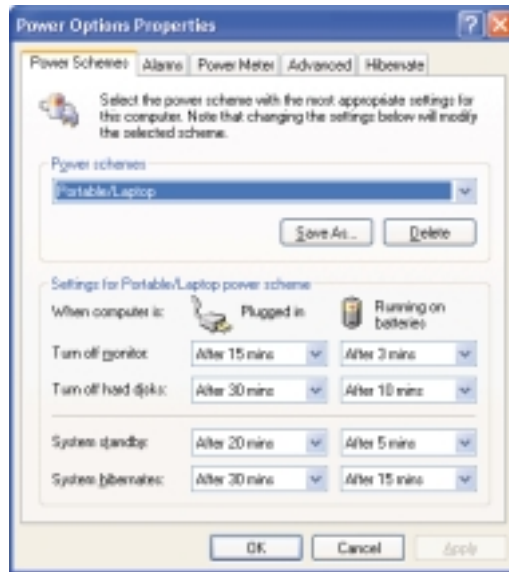 Power Options Properties
Power Schemes Alarms Power Meter Advanced Hibernate
Select the power scheme with the most appropriate settings for
this computer. Note that changing the settings below will modify
the selected scheme.
Power schemes
Portable/Laptop
Save As... Delete
Settings for Portable/Laptop power scheme
When computer is: Plugged in Running on
batteries
Turn off monitor: After 15 mins After 3 mins
Turn off hard disks: After 30 mins After 10 mins
System standby: After 20 mins After 5 mins
System hibernates: After 30 mins After 15 mins
OK Cancel Apply